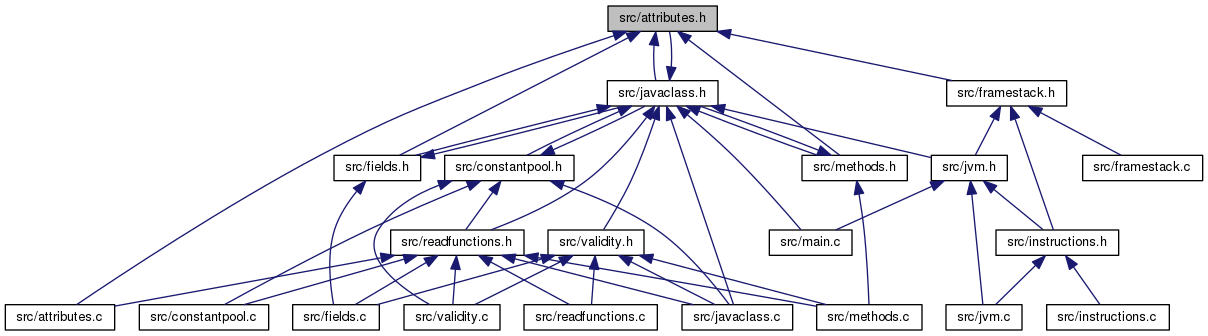 src/attributes.h
src/javaclass.h
src/framestack.h
src/fields.h
src/constantpool.h
src/methods.h
src/jvm.h
src/framestack.c
src/readfunctions.h
src/validity.h
src/main.c
src/instructions.h
src/attributes.c
src/constantpool.c
src/fields.c
src/validity.c
src/readfunctions.c
src/javaclass.c
src/methods.c
src/jvm.c
src/instructions.c